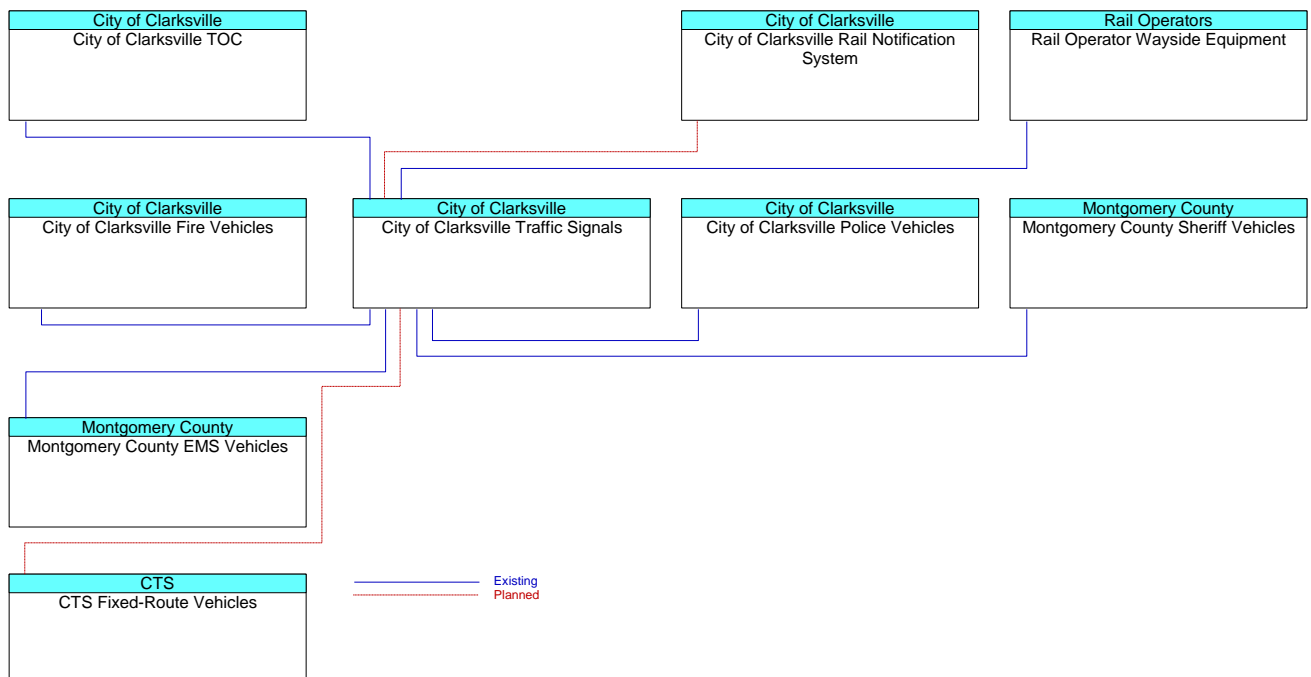 City of Clarksville
City of Clarksville TOC
City of Clarksville
City of Clarksville Rail Notification
System
Rail Operators
Rail Operator Wayside Equipment
City of Clarksville
City of Clarksville Fire Vehicles
City of Clarksville
City of Clarksville Traffic Signals
City of Clarksville
City of Clarksville Police Vehicles
Montgomery County
Montgomery County Sheriff Vehicles
Montgomery County
Montgomery County EMS Vehicles
CTS
CTS Fixed-Route Vehicles
Existing
Planned